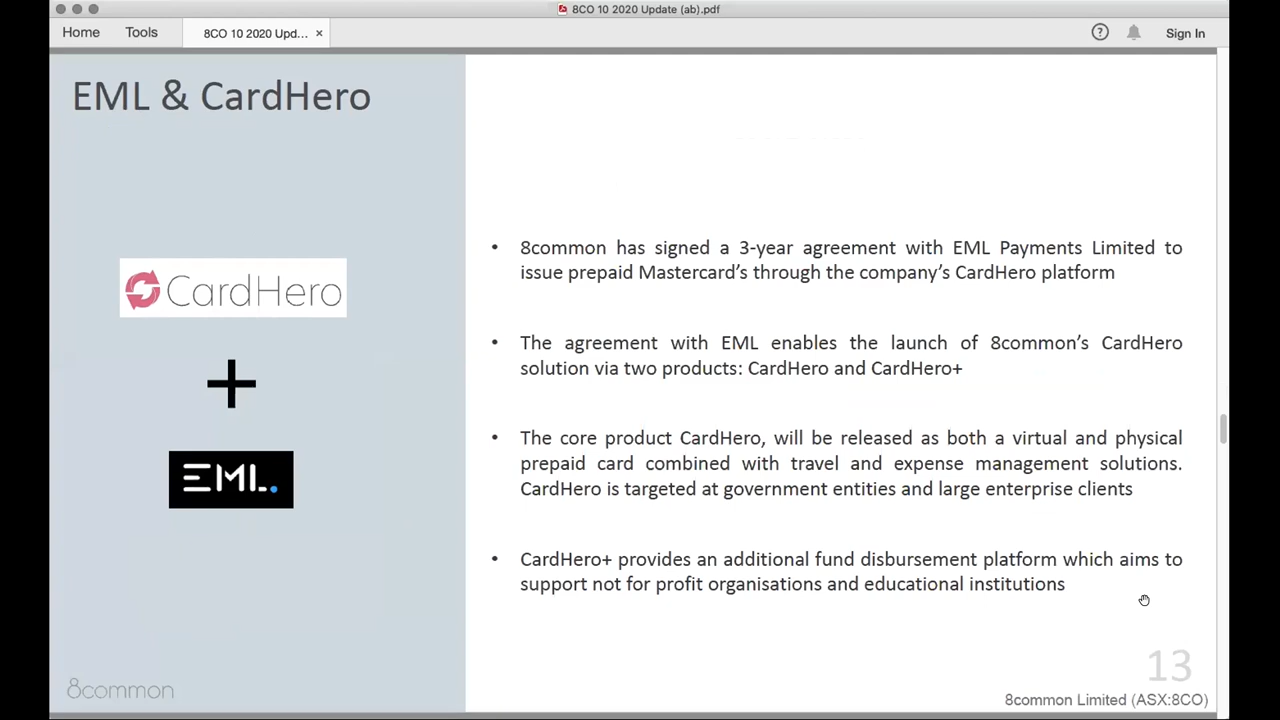 8CO 10 2020 Update (ab).pdf
Home Tools 8CO 10 2020 Upd... × ? Sign In
EML & CardHero
CardHero
+
EML.
• 8common has signed a 3-year agreement with EML Payments Limited to
issue prepaid Mastercard’s through the company’s CardHero platform
• The agreement with EML enables the launch of 8common’s CardHero
solution via two products: CardHero and CardHero+
• The core product CardHero, will be released as both a virtual and physical
prepaid card combined with travel and expense management solutions.
CardHero is targeted at government entities and large enterprise clients
• CardHero+ provides an additional fund disbursement platform which aims to
support not for profit organisations and educational institutions
13
8common
8common Limited (ASX:8CO)